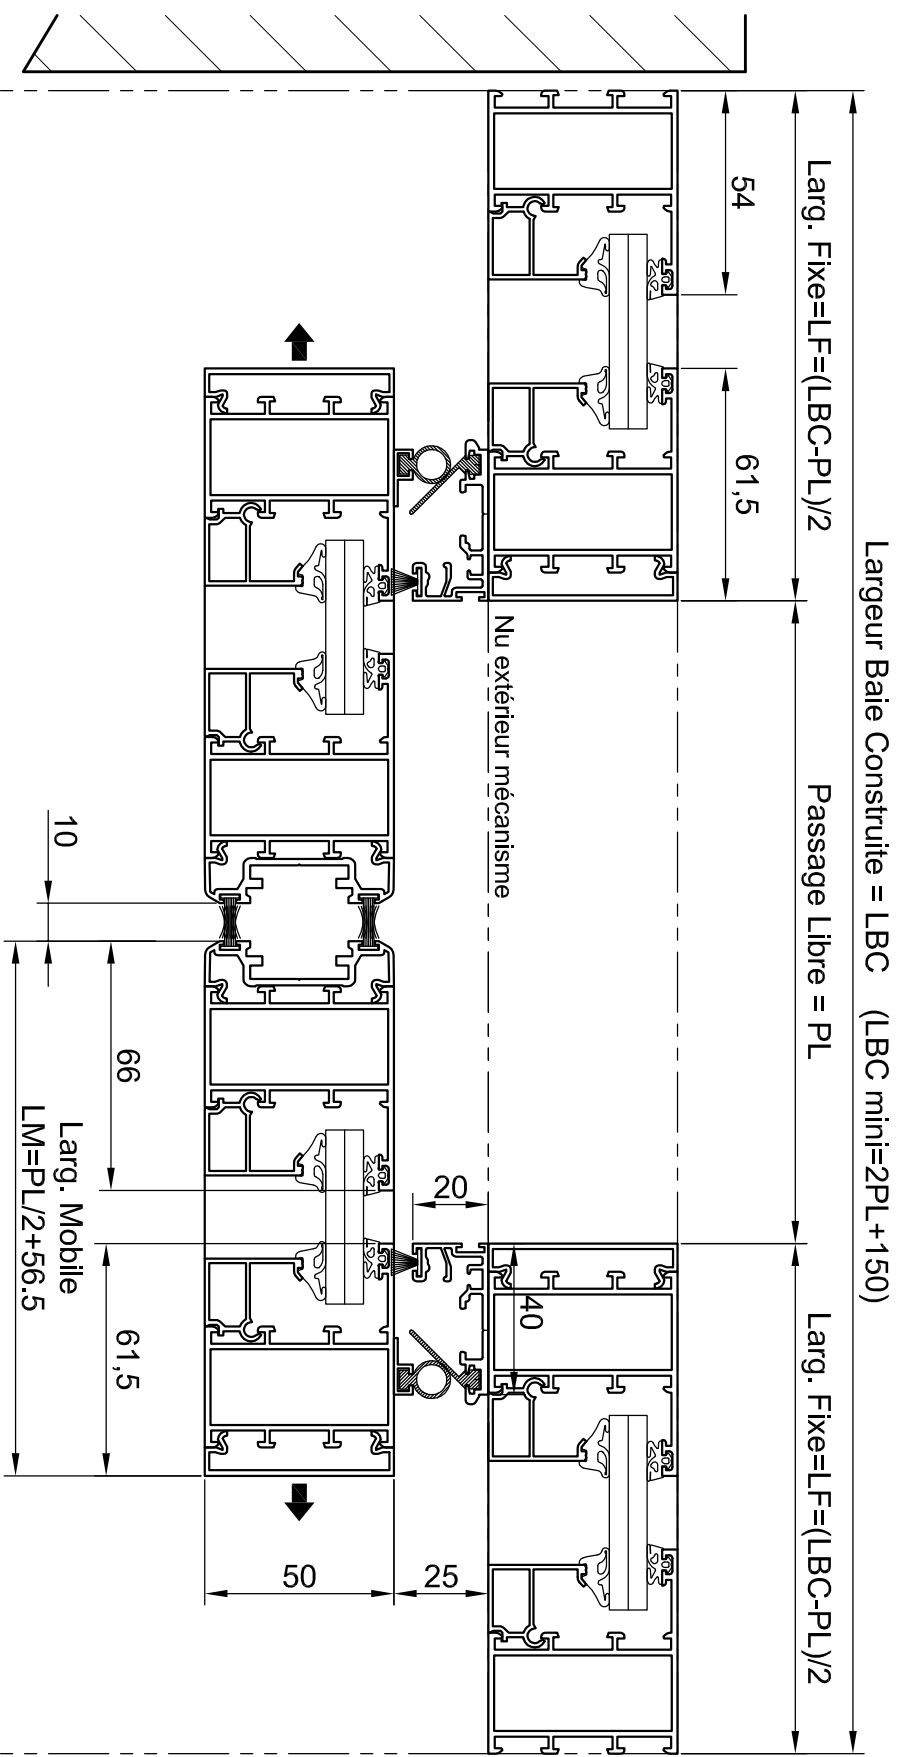 Largeur Baie Construite = LBC (LBC mini=2PL+150)
Larg. Fixe=LF=(LBC-PL)/2
Passage Libre = PL
Larg. Fixe=LF=(LBC-PL)/2
54
61,5
Nu extérieur mécanisme
40
20
25
50
10
66
61,5
Larg. Mobile
LM=PL/2+56.5